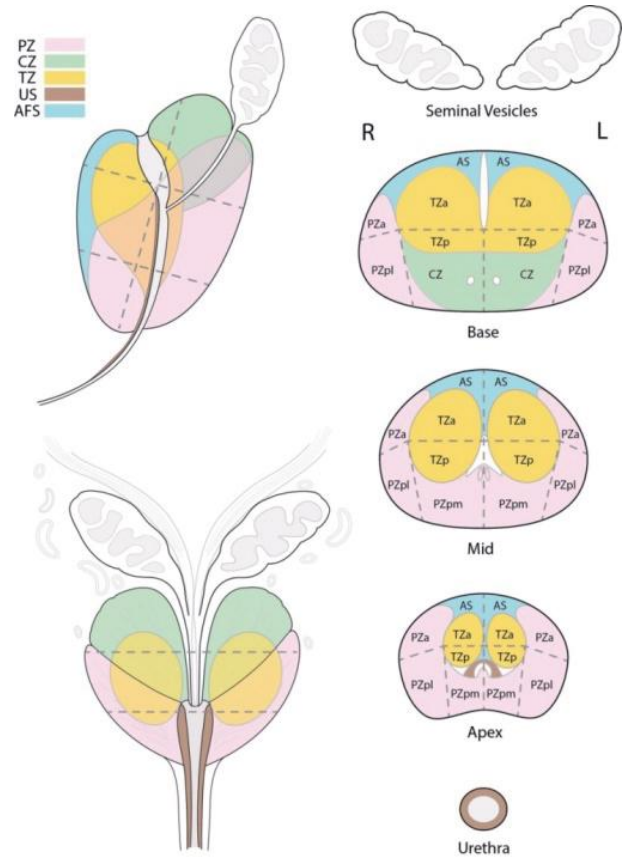 PZ
CZ
TZ
US
AFS
Seminal Vesicles
R
L
AS AS
TZa TZa
PZa PZa
TZp TZp
PZpl CZ CZ PZpl
Base
AS AS
TZa TZa
PZa PZa
TZp TZp
PZpl PZpl
PZpm PZpm
Mid
AS AS
PZa TZa TZa PZa
TZp TZp
PZpl PZpm PZpm PZpl
Apex
Urethra